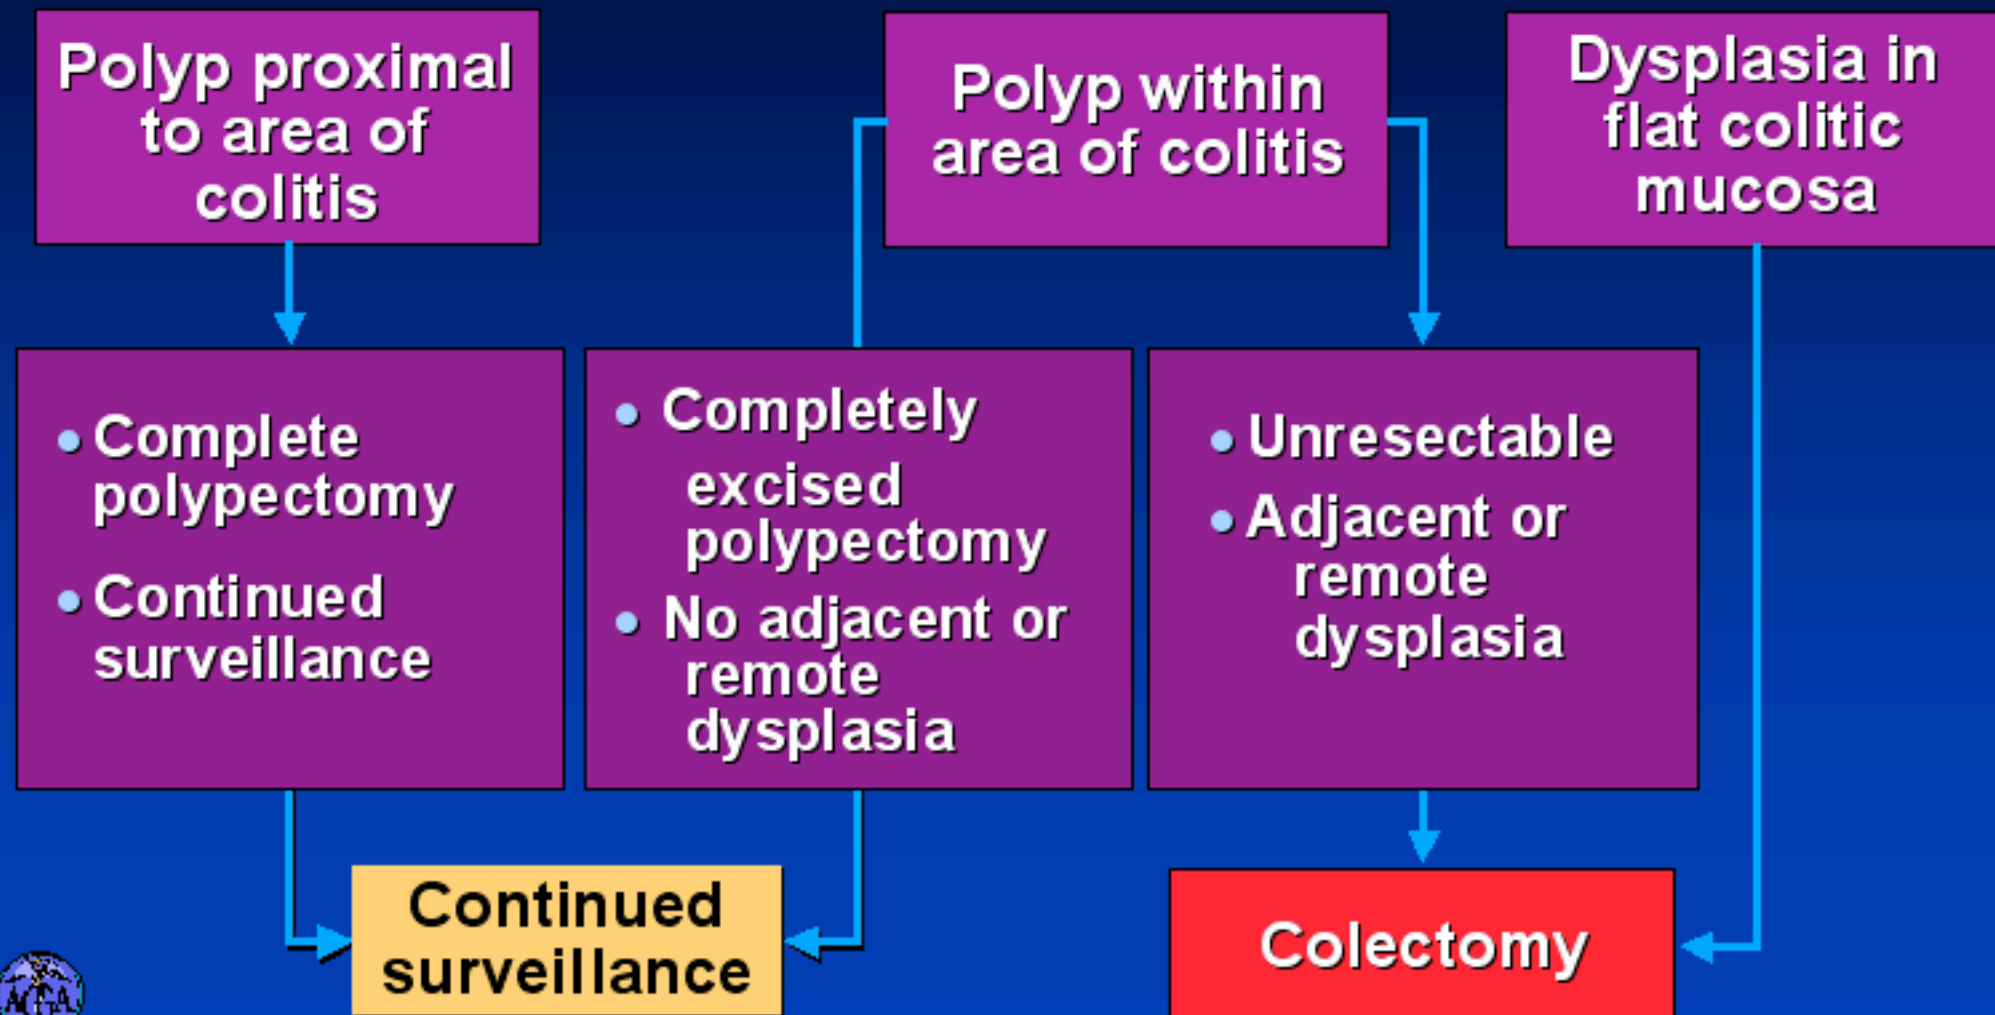 Polyp proximal
to area of
colitis
Polyp within
area of colitis
Dysplasia in
flat colitic
mucosa
• Complete
polypectomy
• Continued
surveillance
• Completely
excised
polypectomy
• No adjacent or
remote
dysplasia
• Unresectable
• Adjacent or
remote
dysplasia
Continued
surveillance
Colectomy